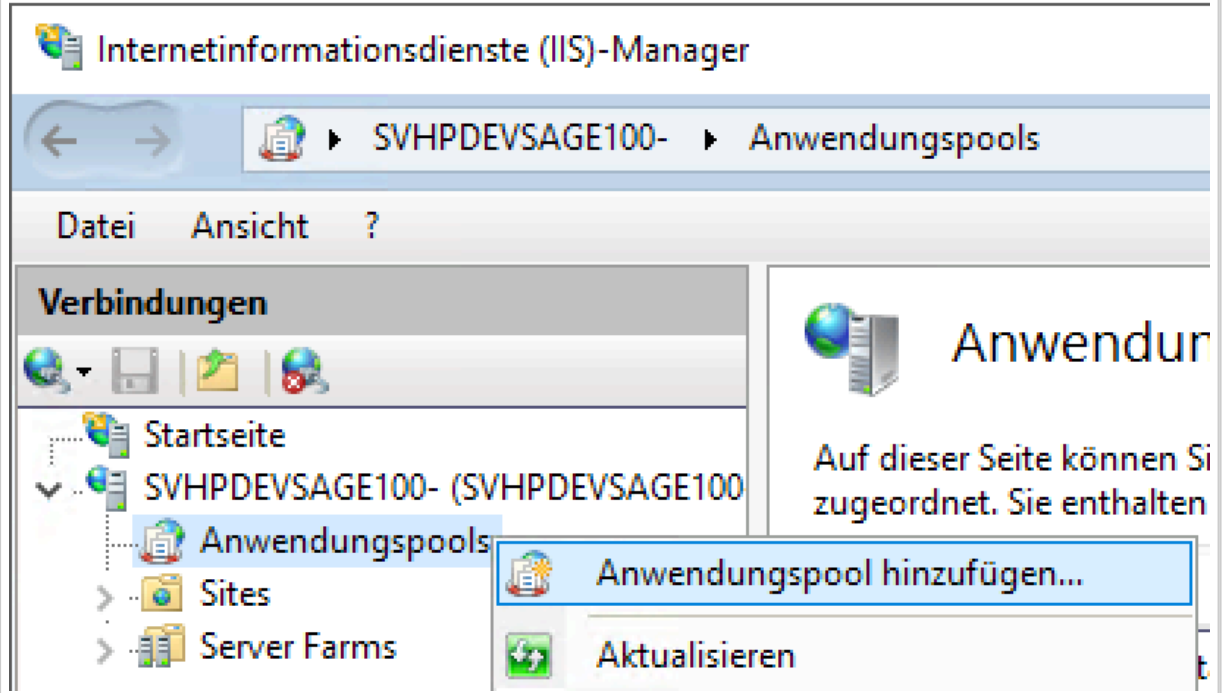 Internetinformationsdienste (IIS)-Manager
SVHPDEVSAGE100- Anwendungspools
Datei Ansicht ?
Verbindungen
Startseite
SVHPDEVSAGE100- (SVHPDEVSAGE100
Anwendungspools
Sites
Server Farms
Anwendun
Auf dieser Seite können Si
zugeordnet. Sie enthalten
Anwendungspool hinzufügen...
Aktualisieren